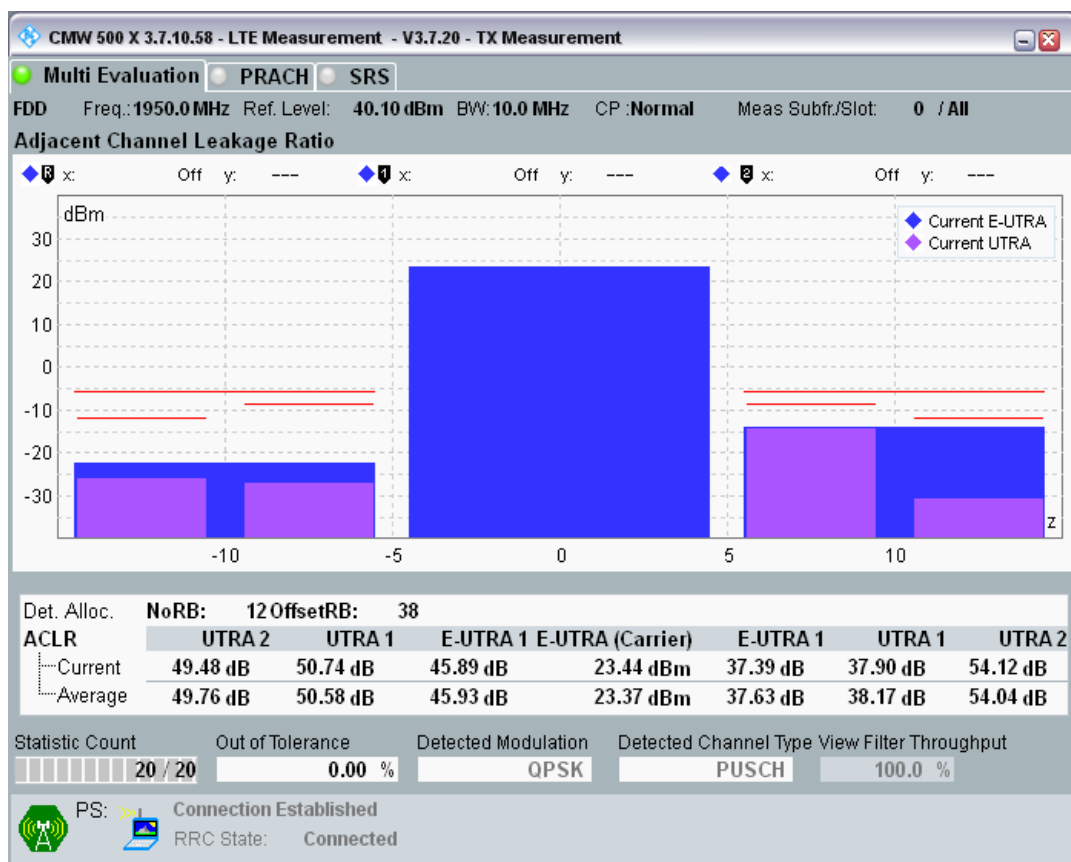 CMW 500 X 3.7.10.58 - LTE Measurement - V3.7.20 - TX Measurement
Multi Evaluation PRACH SRS
FDD Freq.: 1950.0 MHz Ref. Level: 40.10 dBm BW: 10.0 MHz CP :Normal Meas Subfr./Slot: 0 / All
Adjacent Channel Leakage Ratio
R x: Off y: --- 1 x: Off y: --- 2 x: Off y: ---
dBm
Current E-UTRA
Current UTRA
30
20
10
0
-10
-20
-30
z
-10 -5 0 5 10
Det. Alloc. NoRB: 12 OffsetRB: 38
ACLR UTRA 2 UTRA 1 E-UTRA 1 E-UTRA (Carrier) E-UTRA 1 UTRA 1 UTRA 2
Current 49.48 dB 50.74 dB 45.89 dB 23.44 dBm 37.39 dB 37.90 dB 54.12 dB
Average 49.76 dB 50.58 dB 45.93 dB 23.37 dBm 37.63 dB 38.17 dB 54.04 dB
Statistic Count Out of Tolerance Detected Modulation Detected Channel Type View Filter Throughput
20 / 20 0.00 % QPSK PUSCH 100.0 %
PS: Connection Established
RRC State: Connected